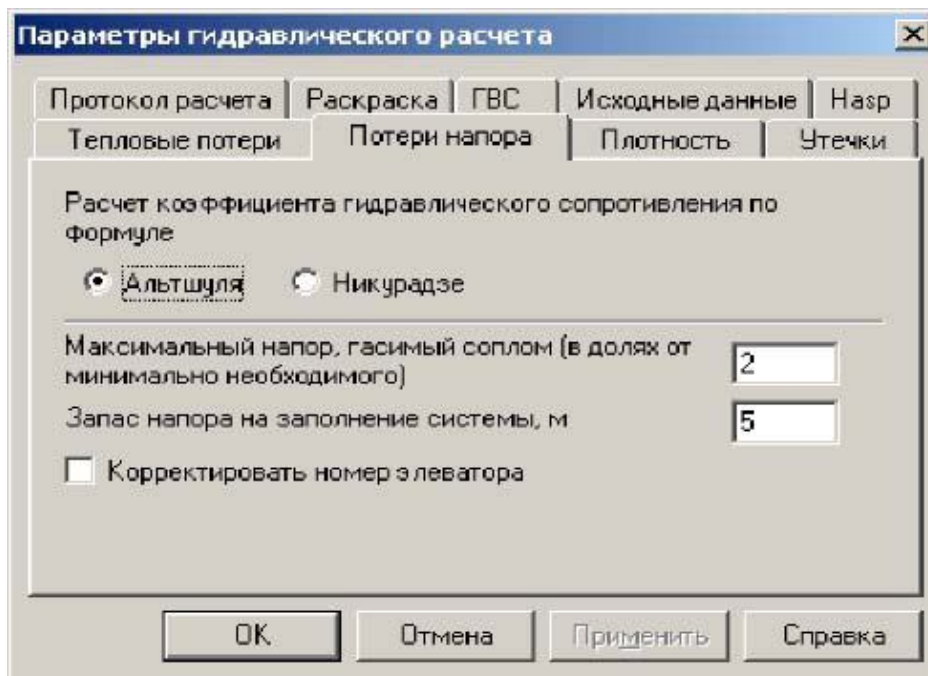 Параметры гидравлического расчета
Протокол расчета Раскраска ГВС Исходные данные Hasp
Тепловые потери Потери напора Плотность Утечки
Расчет коэффициента гидравлического сопротивления по
формуле
Альтшуля Никурадзе
Максимальный напор, гасимый соплом (в долях от
минимально необходимого)
2
Запас напора на заполнение системы, м
5
Корректировать номер элеватора
OK Отмена Применить Справка